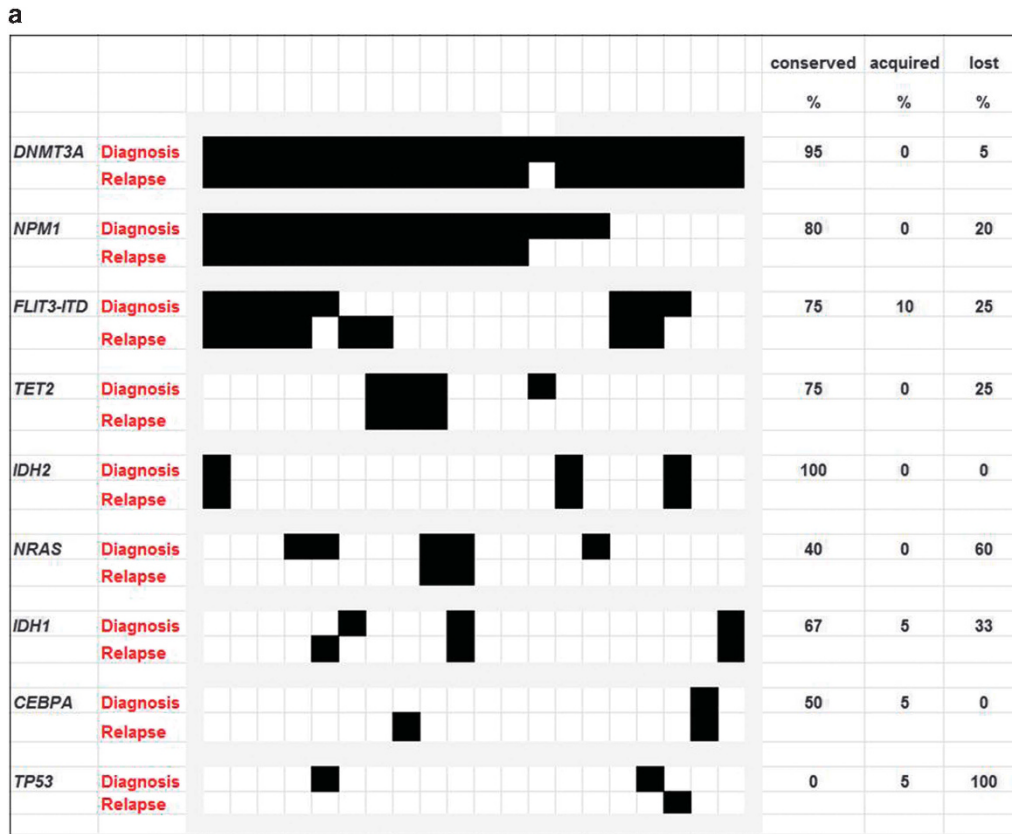 a
conserved acquired lost
% % %
DNMT3A Diagnosis 95 0 5
Relapse
NPM1 Diagnosis 80 0 20
Relapse
FLIT3-ITD Diagnosis 75 10 25
Relapse
TET2 Diagnosis 75 0 25
Relapse
IDH2 Diagnosis 100 0 0
Relapse
NRAS Diagnosis 40 0 60
Relapse
IDH1 Diagnosis 67 5 33
Relapse
CEBPA Diagnosis 50 5 0
Relapse
TP53 Diagnosis 0 5 100
Relapse